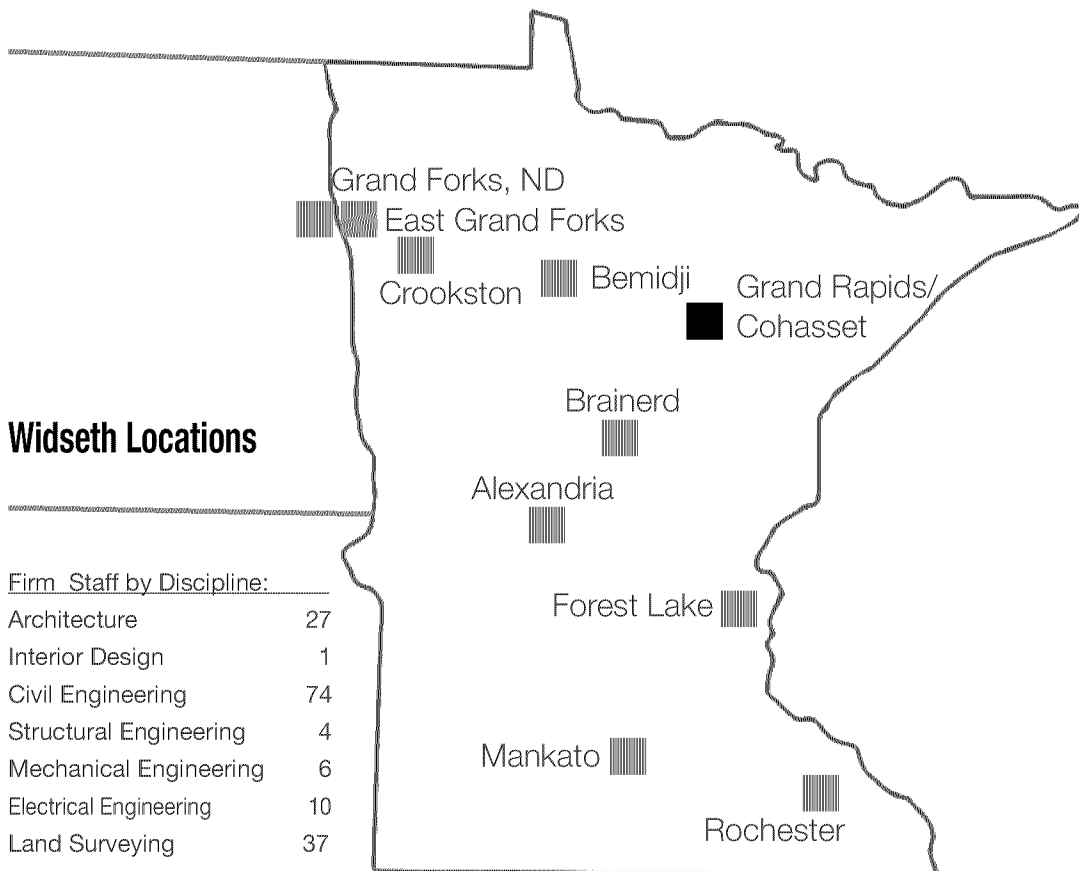 Grand Forks, ND
East Grand Forks
Crookston
Bemidji
Grand Rapids/
Cohasset
Brainerd
Widseth Locations
Alexandria
Firm Staff by Discipline:
Forest Lake
Architecture 27
Interior Design 1
Civil Engineering 74
Structural Engineering 4
Mechanical Engineering 6
Electrical Engineering 10
Land Surveying 37
Mankato
Rochester